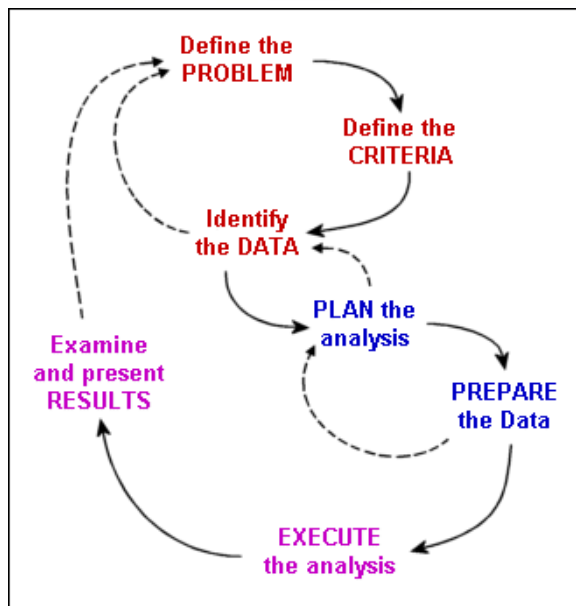 Define the
PROBLEM
Define the
CRITERIA
Identify
the DATA
PLAN the
analysis
PREPARE
the Data
EXECUTE
the analysis
Examine
and present
RESULTS